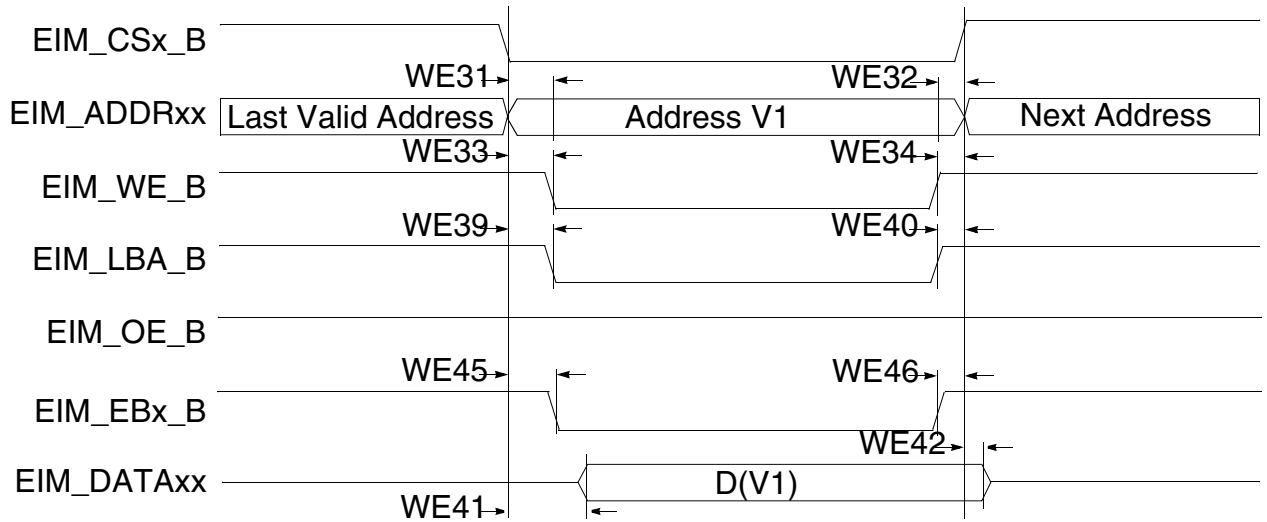 EIM_CSx_B
WE31 WE32
EIM_ADDRxx Last Valid Address Address V1 Next Address
WE33 WE34
EIM_WE_B
WE39 WE40
EIM_LBA_B
EIM_OE_B
WE45 WE46
EIM_EBx_B
WE42
EIM_DATAxx D(V1)
WE41